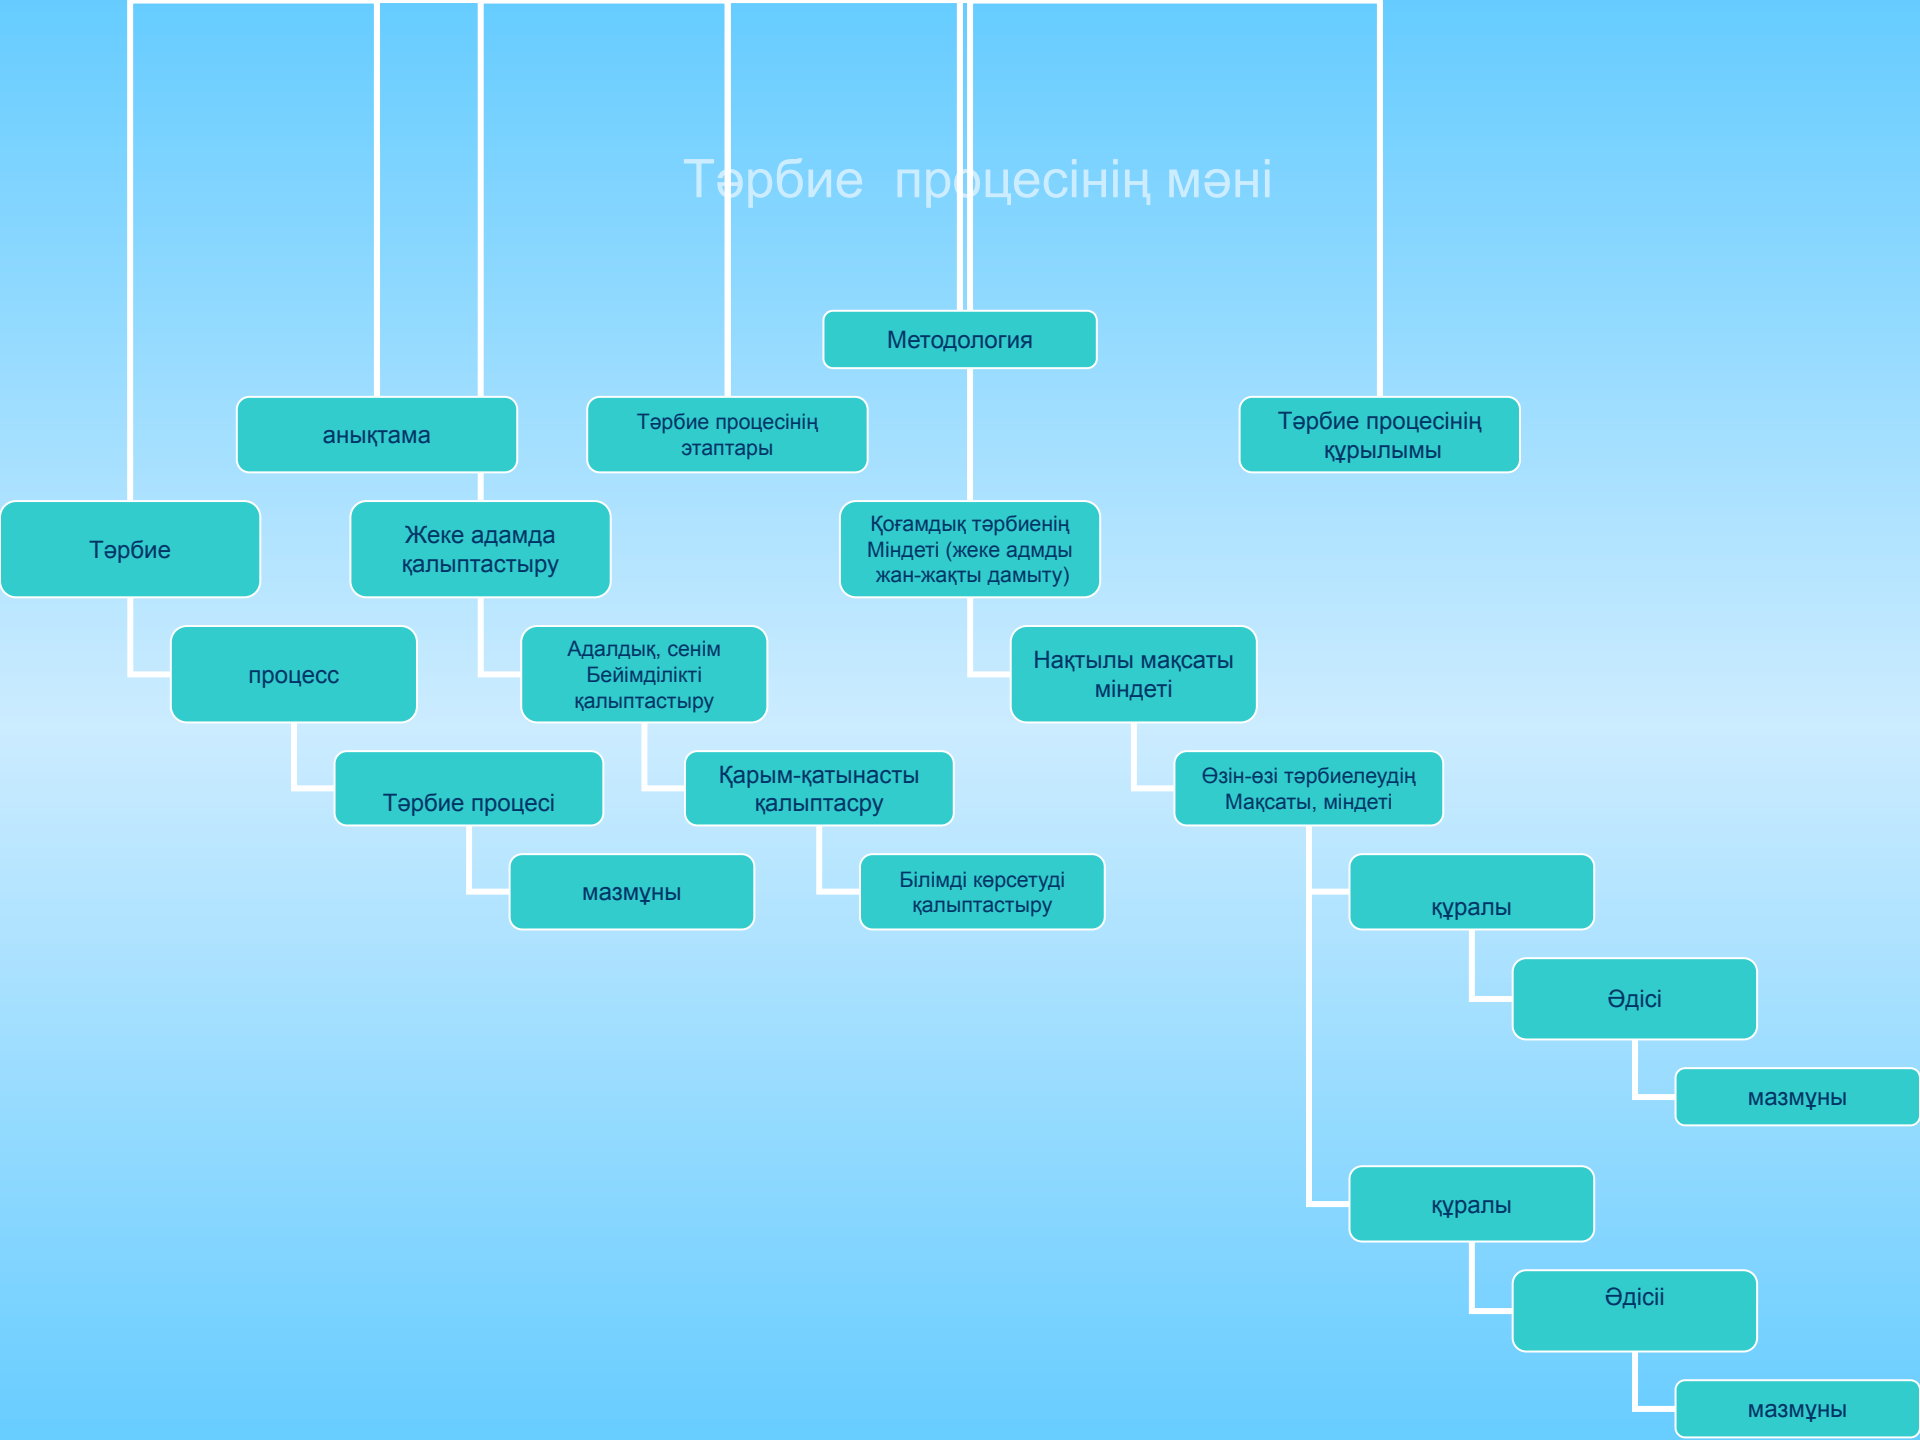 Тәрбие  процесінің мәні
Методология
анықтама
Тәрбие процесінің
этаптары
Тәрбие процесінің
құрылымы
Тәрбие
Жеке адамда
қалыптастыру
Қоғамдық тәрбиенің
Міндеті (жеке адмды
жан-жақты дамыту)
процесс
Адалдық, сенім
Бейімділікті
қалыптастыру
Нақтылы мақсаты
міндеті
Тәрбие процесі
Қарым-қатынасты
қалыптасру
Өзін-өзі тәрбиелеудің
Мақсаты, міндеті
мазмұны
Білімді көрсетуді
қалыптастыру
құралы
Әдісі
мазмұны
құралы
Әдісіі
мазмұны